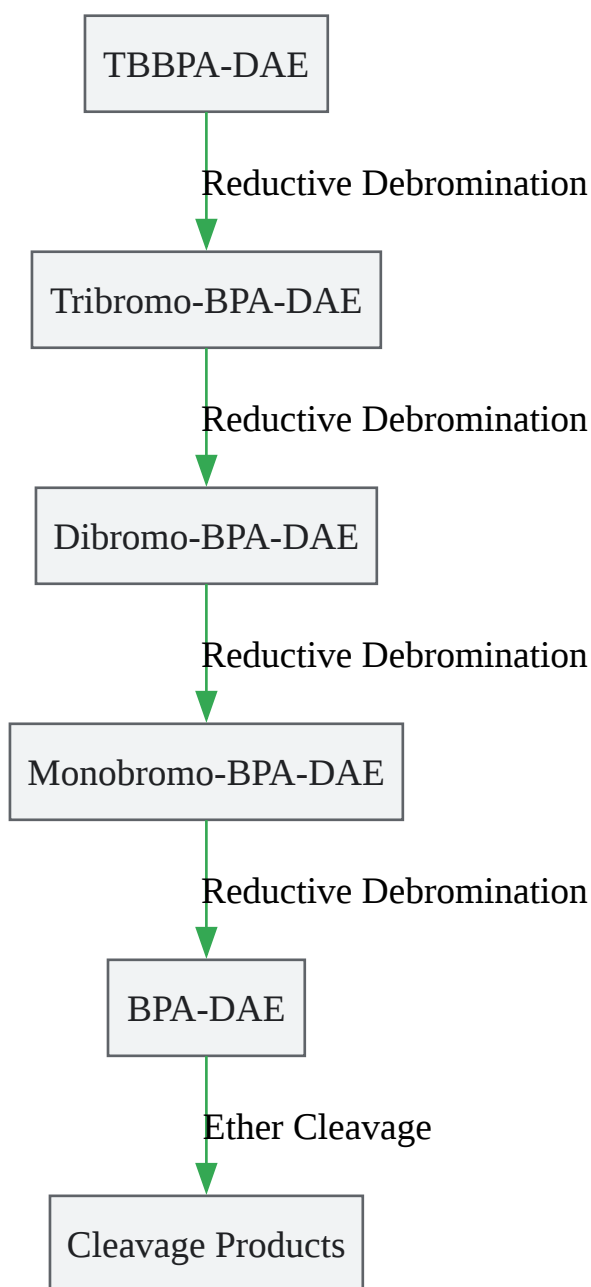 TBBPA-DAE
Reductive Debromination
Tribromo-BPA-DAE
Reductive Debromination
Dibromo-BPA-DAE
Reductive Debromination
Monobromo-BPA-DAE
Reductive Debromination
BPA-DAE
Ether Cleavage
Cleavage Products